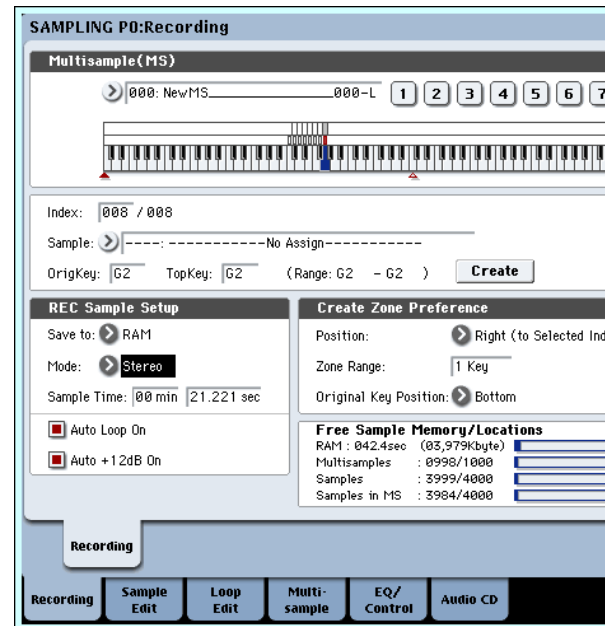 SAMPLING P0:Recording
Multisample(MS)
000: NewMS_____________000-L 1 2 3 4 5 6 7
Index: 008 /008
Sample: ----: ------------No Assign-----------
OrigKey: G2 TopKey: G2 (Range: G2 - G2 ) Create
REC Sample Setup
Save to: RAM
Mode: Stereo
Sample Time: 00 min 21.221 sec
Auto Loop On
Auto +12dB On
Create Zone Preference
Position: Right (to Selected Ind
Zone Range: 1 Key
Original Key Position: Bottom
Free Sample Memory/Locations
RAM : 042.4sec (03,979Kbyte)
Multisamples : 0998/1000
Samples : 3999/4000
Samples in MS : 3984/4000
Recording
Recording
Sample Edit
Loop Edit
Multi-sample
EQ/Control
Audio CD